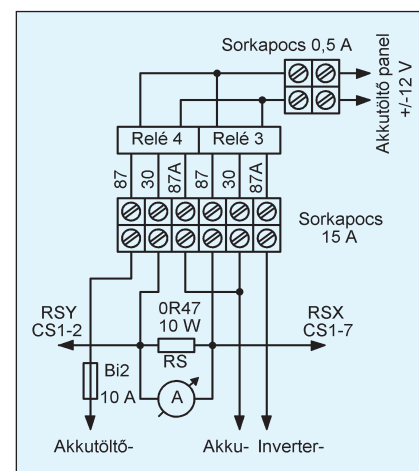 Sorkapocs 0,5 A
Akkutöltő panel
+/-12 V
Relé 4
Relé 3
87
30
87A
87
30
87A
Sorkapocs
15 A
RSY
CS1-2
0R47
10 W
RS
RSX
CS1-7
Bi2
10 A
A
Akkutöltő-
Akku-
Inverter-